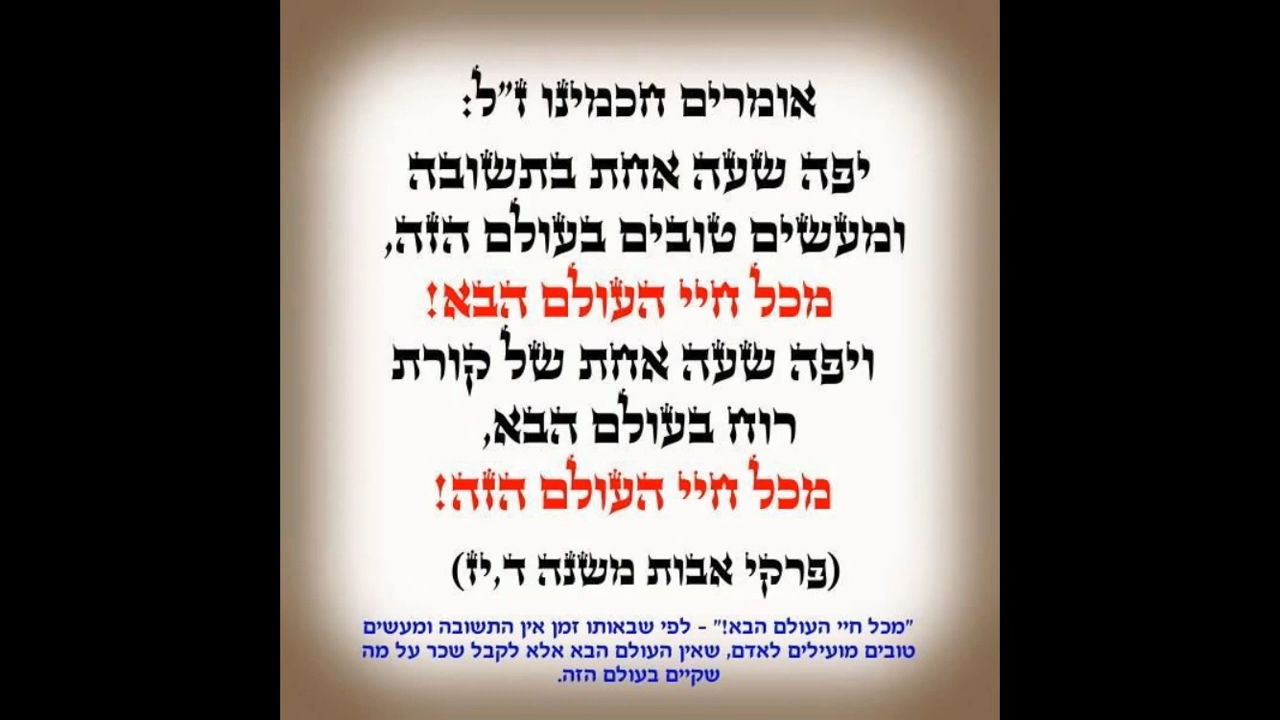 אומרים חכמינו ז"ל:
יפה שעה אחת בתשובה
ומעשים טובים בעולם הזה,
מכל חיי העולם הבא!
ויפה שעה אחת של קורת
רוח בעולם הבא,
מכל חיי העולם הזה!
(פרקי אבות משנה ד,יז)
"מכל חיי העולם הבא!" - לפי שבאותו זמן אין התשובה ומעשים
טובים מועילים לאדם, שאין העולם הבא אלא לקבל שכר על מה
שקיים בעולם הזה.